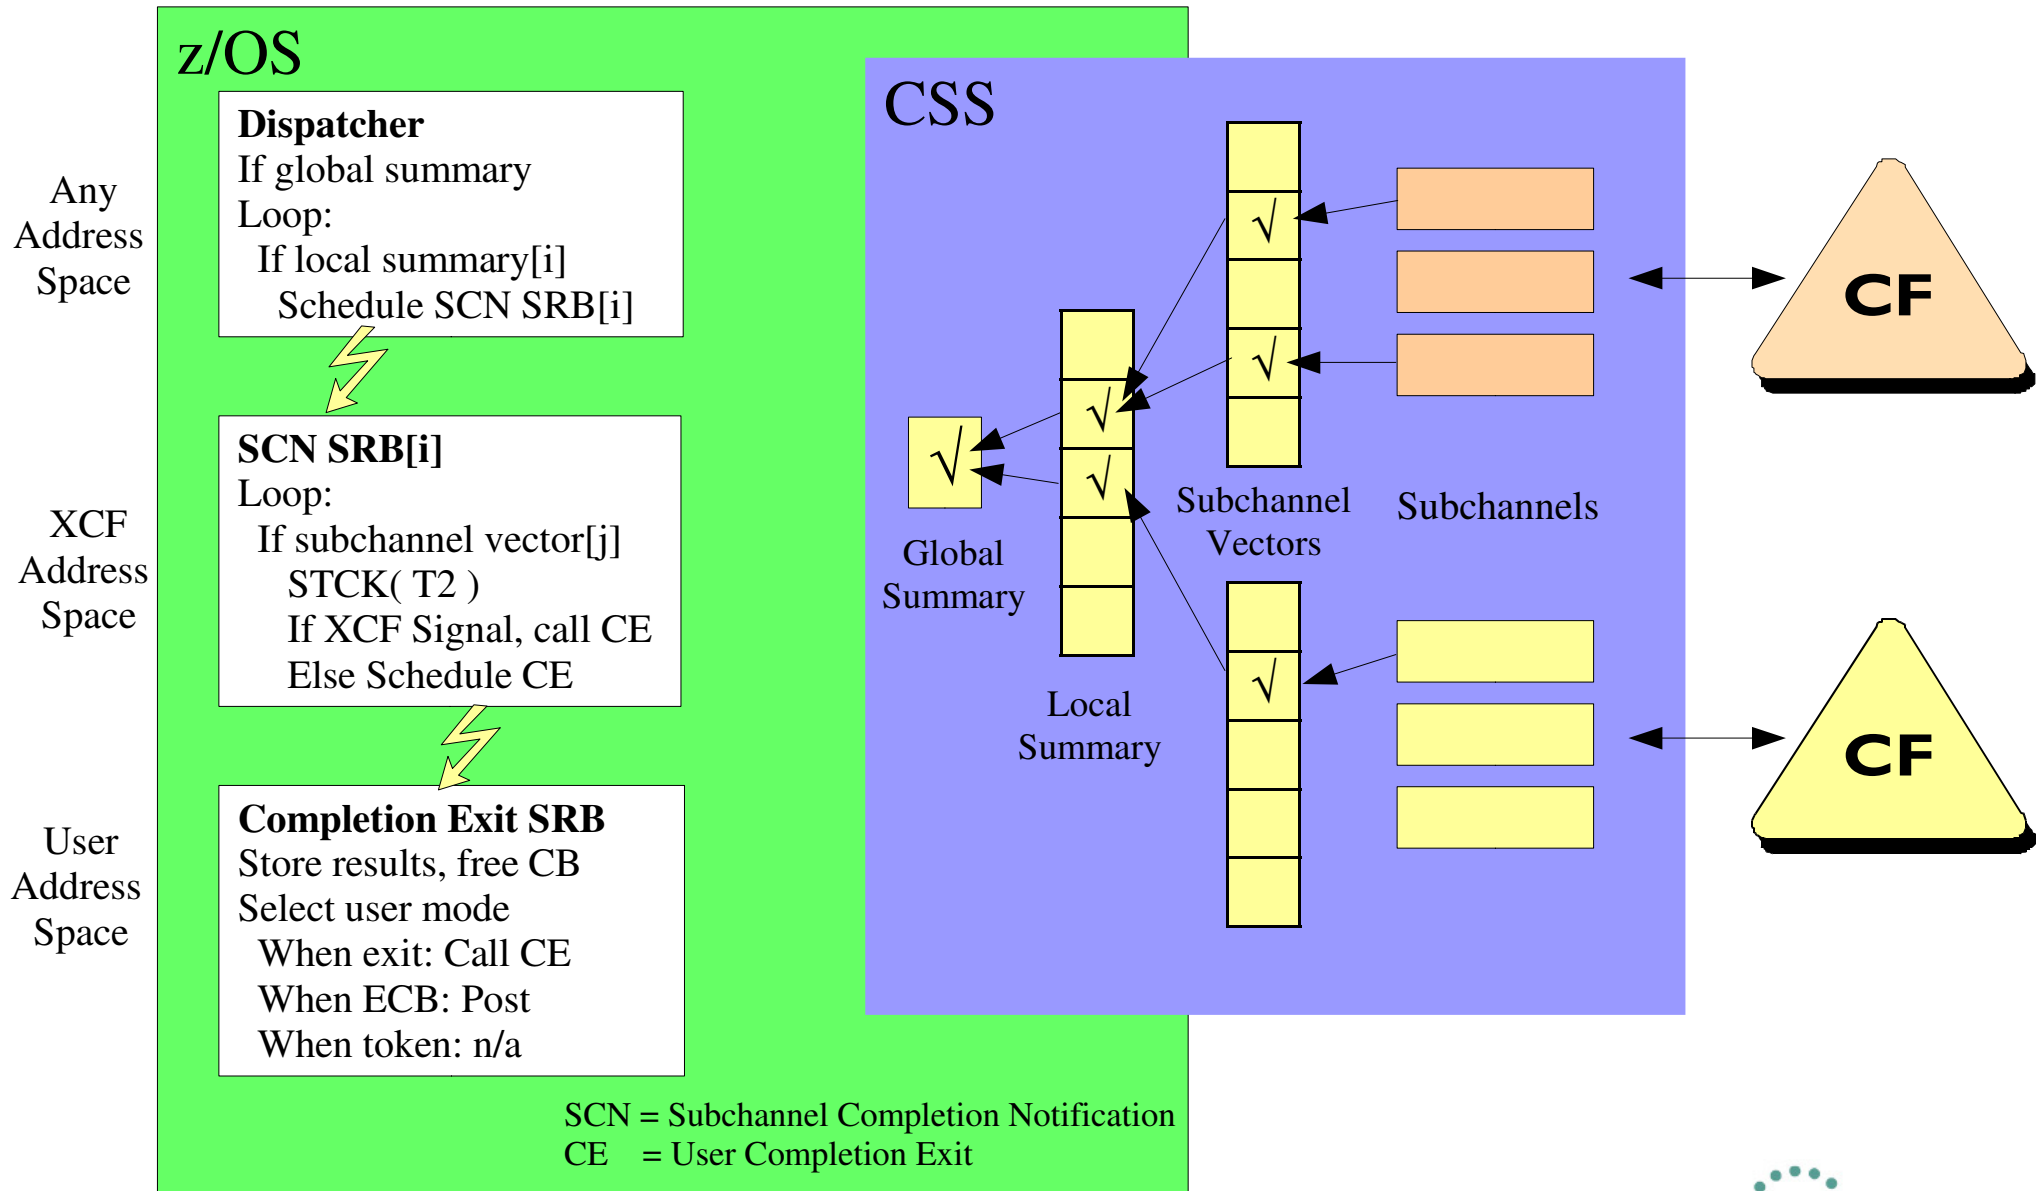 z/OS
Dispatcher
If global summary
Loop:
If local summary[i]
Schedule SCN SRB[i]
Any
Address
Space
SCN SRB[i]
Loop:
If subchannel vector[j]
STCK( T2 )
If XCF Signal, call CE
Else Schedule CE
XCF
Address
Space
Completion Exit SRB
Store results, free CB
Select user mode
When exit: Call CE
When ECB: Post
When token: n/a
User
Address
Space
SCN = Subchannel Completion Notification
CE = User Completion Exit
CSS
√
√
√
√
√
√
Global
Summary
Local
Summary
Subchannel
Vectors
Subchannels
CF
CF